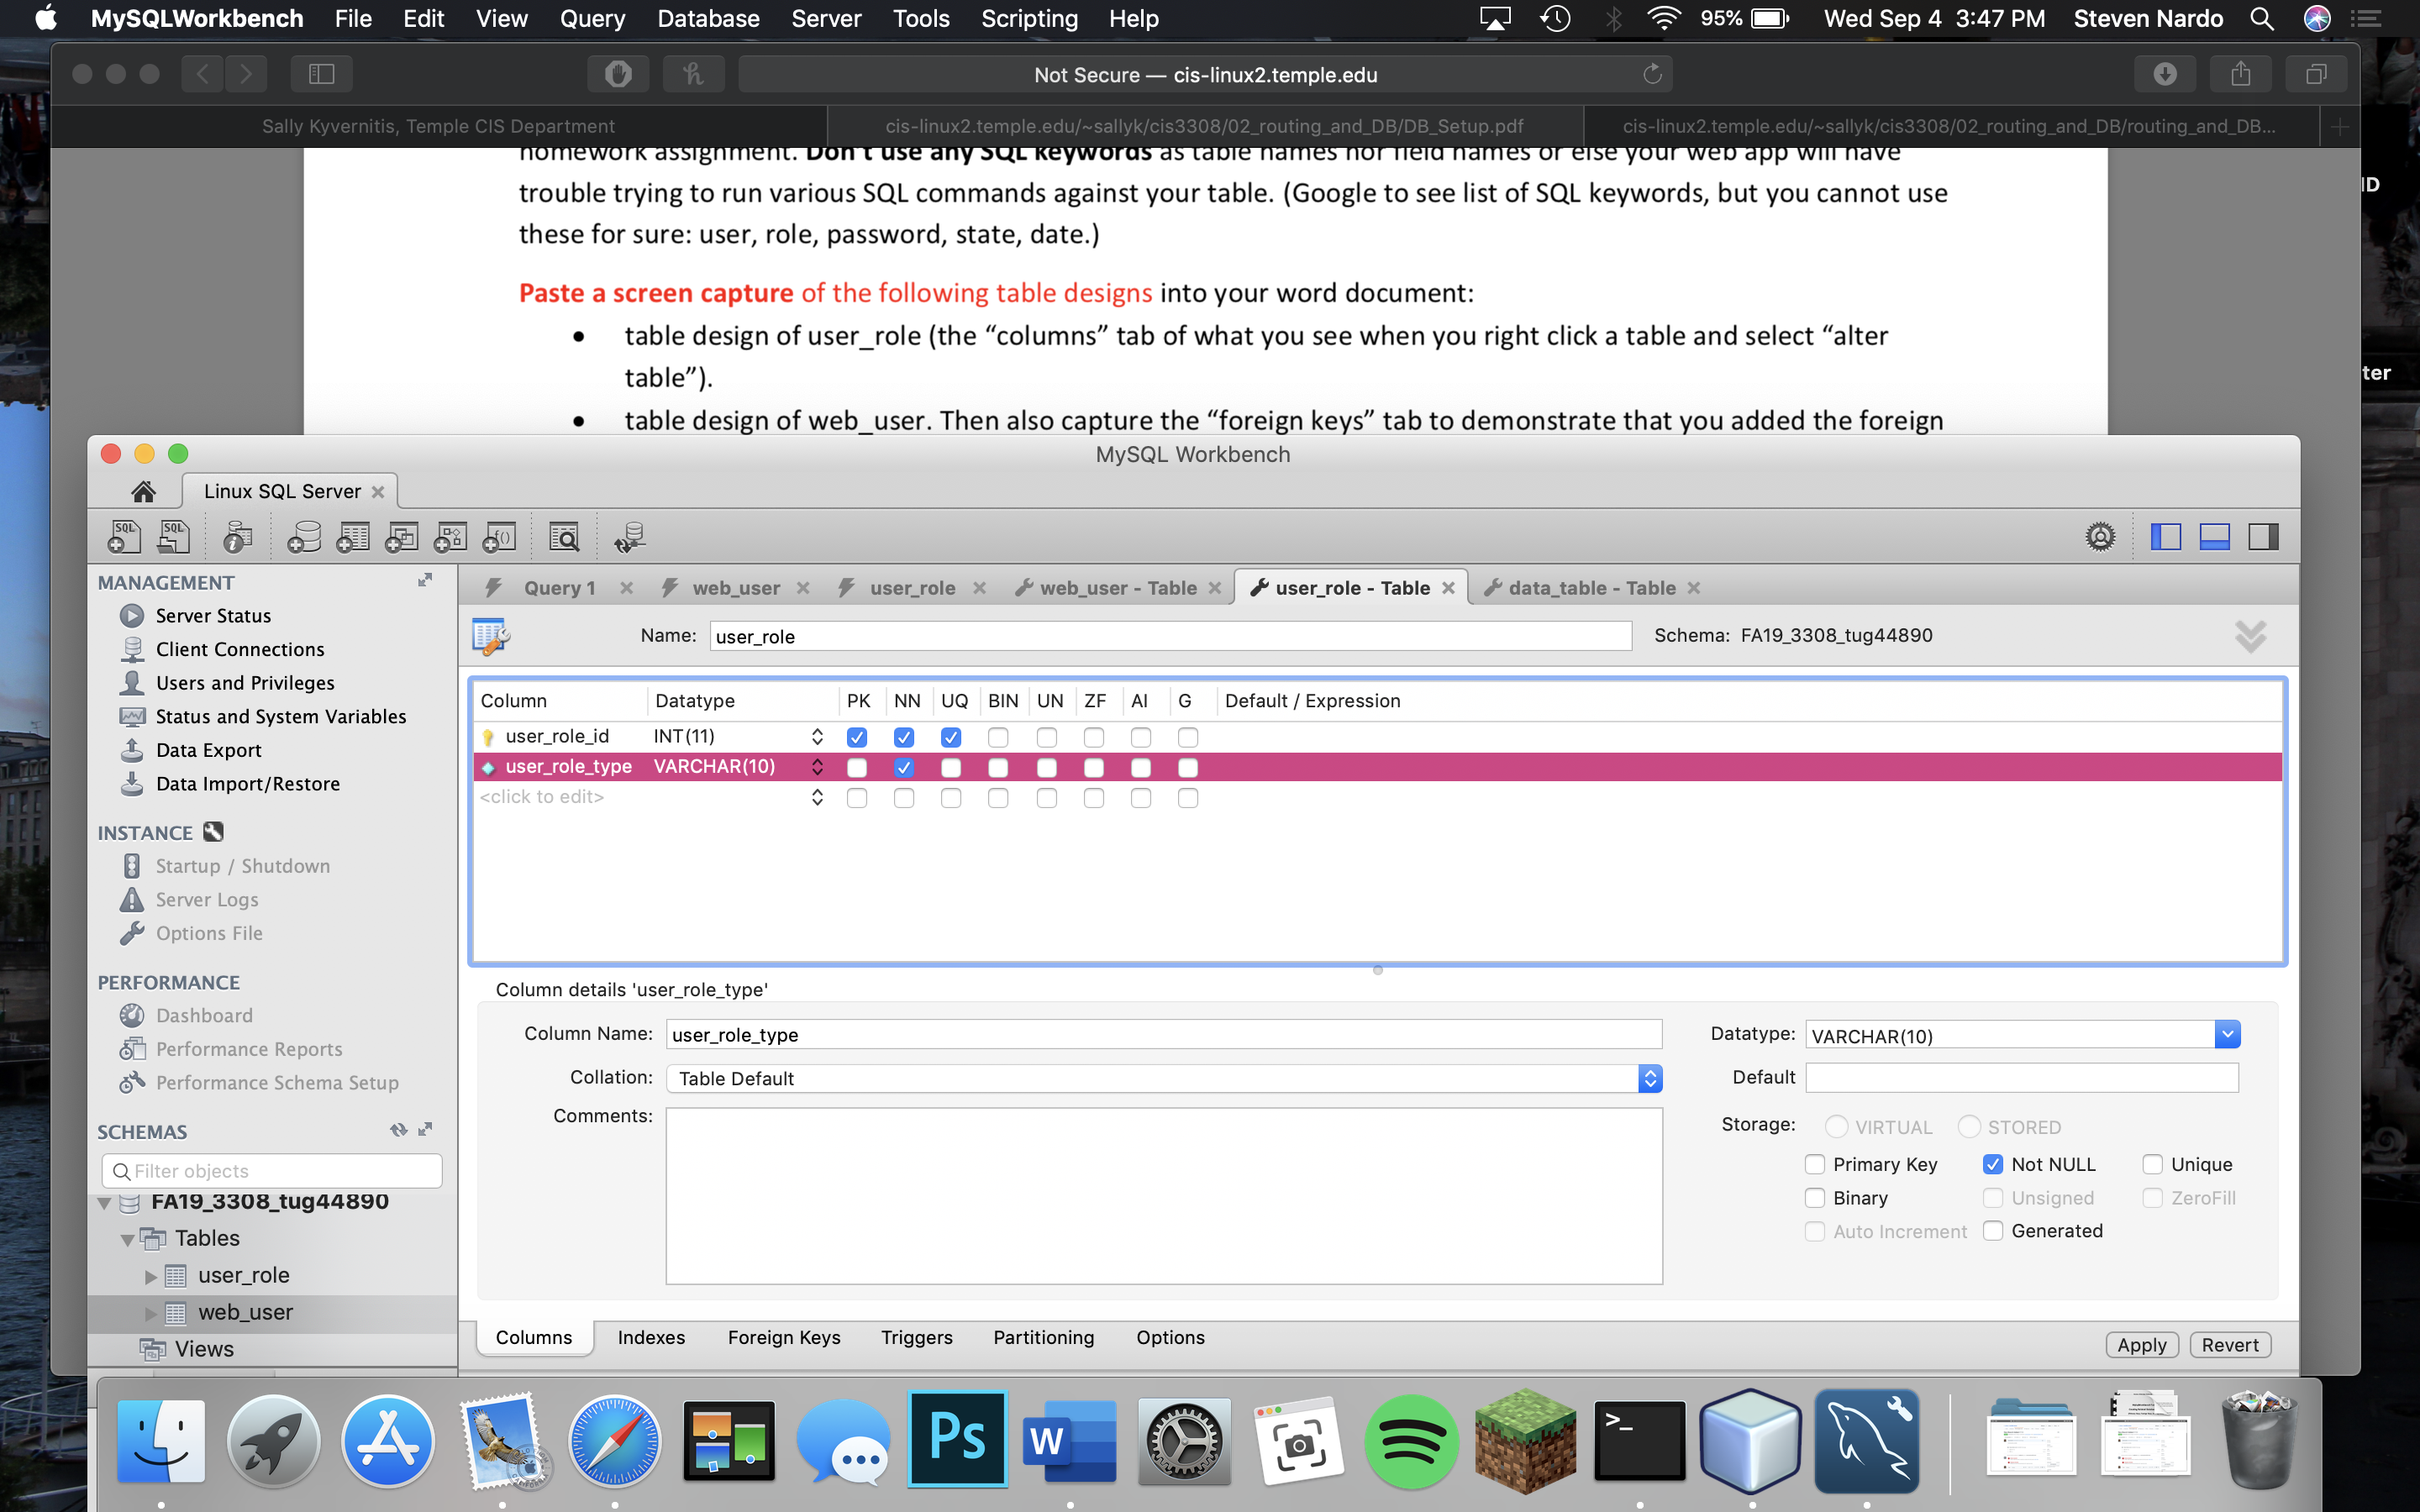 MySQLWorkbench File Edit View Query Database Server Tools Scripting Help 95% Wed Sep 4 3:47 PM Steven Nardo
Not Secure — cis-linux2.temple.edu
Sally Kyvernitis, Temple CIS Department
cis-linux2.temple.edu/~sallyk/cis3308/02_routing_and_DB/DB_Setup.pdf
cis-linux2.temple.edu/~sallyk/cis3308/02_routing_and_DB/routing_and_DB...
homework assignment. Don't use any SQL keywords as table names nor field names or else your web app will have
trouble trying to run various SQL commands against your table. (Google to see list of SQL keywords, but you cannot use
these for sure: user, role, password, state, date.)
Paste a screen capture of the following table designs into your word document:
• table design of user_role (the “columns” tab of what you see when you right click a table and select “alter
table”).
• table design of web_user. Then also capture the “foreign keys” tab to demonstrate that you added the foreign
ID
ter
MySQL Workbench
Linux SQL Server
SQL SQL
MANAGEMENT
Server Status
Client Connections
Users and Privileges
Status and System Variables
Data Export
Data Import/Restore
INSTANCE
Startup / Shutdown
Server Logs
Options File
PERFORMANCE
Dashboard
Performance Reports
Performance Schema Setup
SCHEMAS
Filter objects
FA19_3308_tug44890
Tables
user_role
web_user
Views
Query 1 web_user user_role web_user - Table user_role - Table data_table - Table
Name: user_role Schema: FA19_3308_tug44890
Column Datatype PK NN UQ BIN UN ZF AI G Default / Expression
user_role_id INT(11)
user_role_type VARCHAR(10)
<click to edit>
Column details 'user_role_type'
Column Name: user_role_type Datatype: VARCHAR(10)
Collation: Table Default Default
Comments: Storage: VIRTUAL STORED
Primary Key Not NULL Unique
Binary Unsigned ZeroFill
Auto Increment Generated
Columns Indexes Foreign Keys Triggers Partitioning Options Apply Revert
Ps W >_